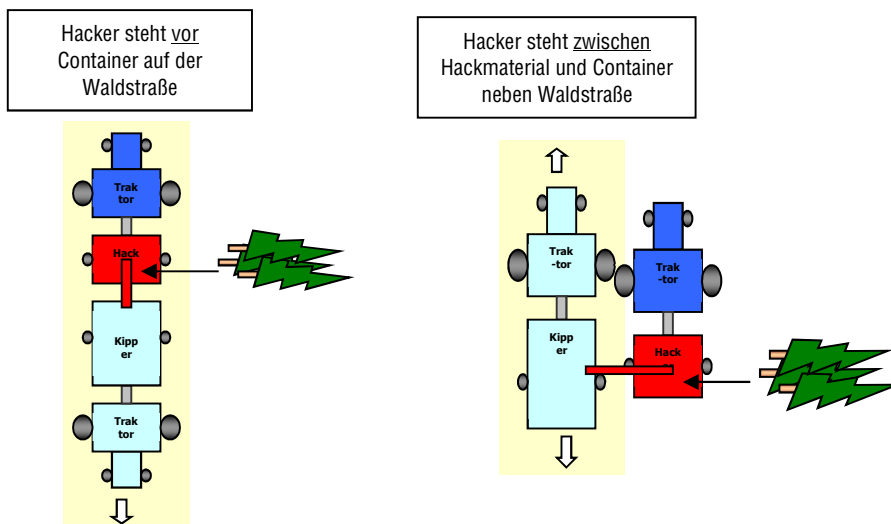 Hacker steht vor
Container auf der
Waldstraße
Hacker steht zwischen
Hackmaterial und Container
neben Waldstraße
Trak
tor
Hack
Kipp
er
Trak
tor
Trak
-tor
Kipp
er
Trak
-tor
Hack